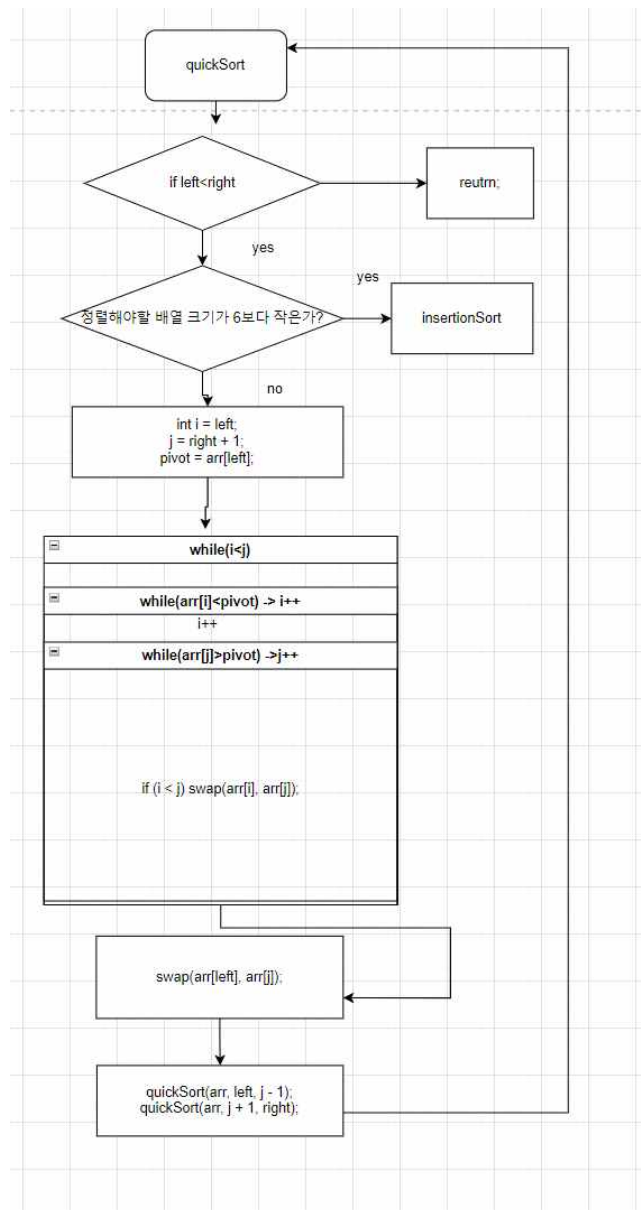 quickSort
if left<right
reutrn;
yes
yes
정렬해야할 배열 크기가 6보다 작은가?
insertionSort
no
int i = left;
j = right + 1;
pivot = arr[left];
while(i<j)
while(arr[i]<pivot) -> i++
i++
while(arr[j]>pivot) ->j++
if (i < j) swap(arr[i], arr[j]);
swap(arr[left], arr[j]);
quickSort(arr, left, j - 1);
quickSort(arr, j + 1, right);